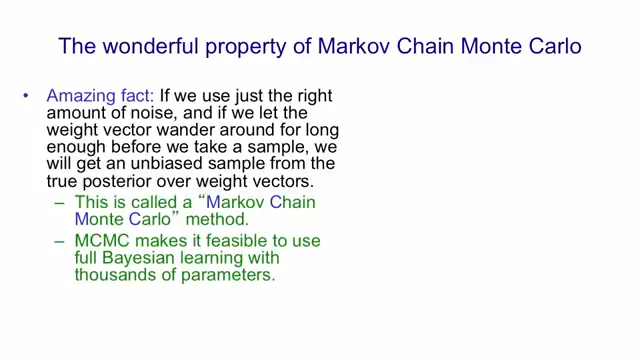 The wonderful property of Markov Chain Monte Carlo
• Amazing fact: If we use just the right
amount of noise, and if we let the
weight vector wander around for long
enough before we take a sample, we
will get an unbiased sample from the
true posterior over weight vectors.
– This is called a “Markov Chain
Monte Carlo” method.
– MCMC makes it feasible to use
full Bayesian learning with
thousands of parameters.